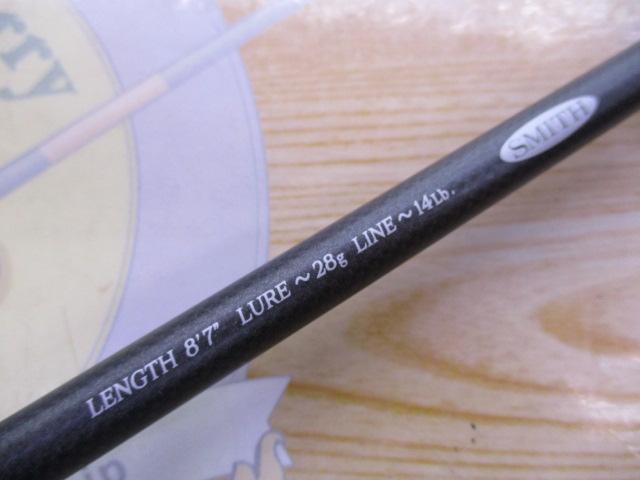 SMITH
LENGTH 8'7" LURE ~ 28g LINE ~ 14Lb.